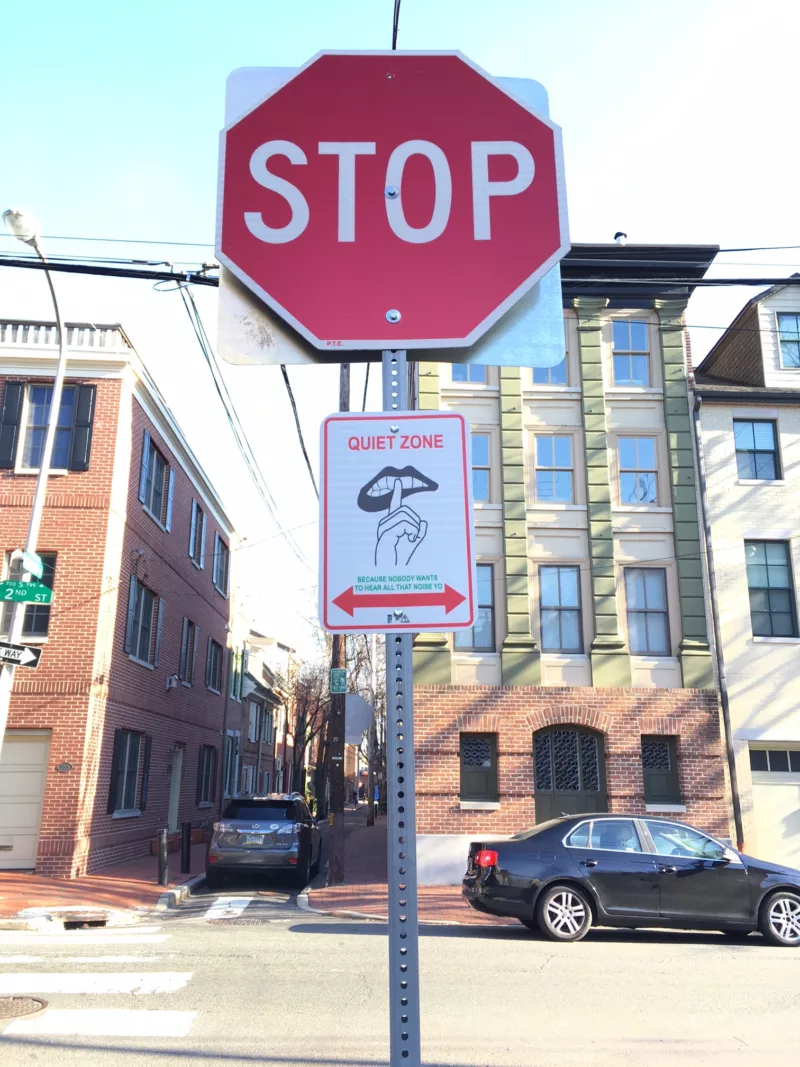 STOP
P.T.E.
QUIET ZONE
BECAUSE NOBODY WANTS
TO HEAR ALL THAT NOISE YO
2ND ST
WAY